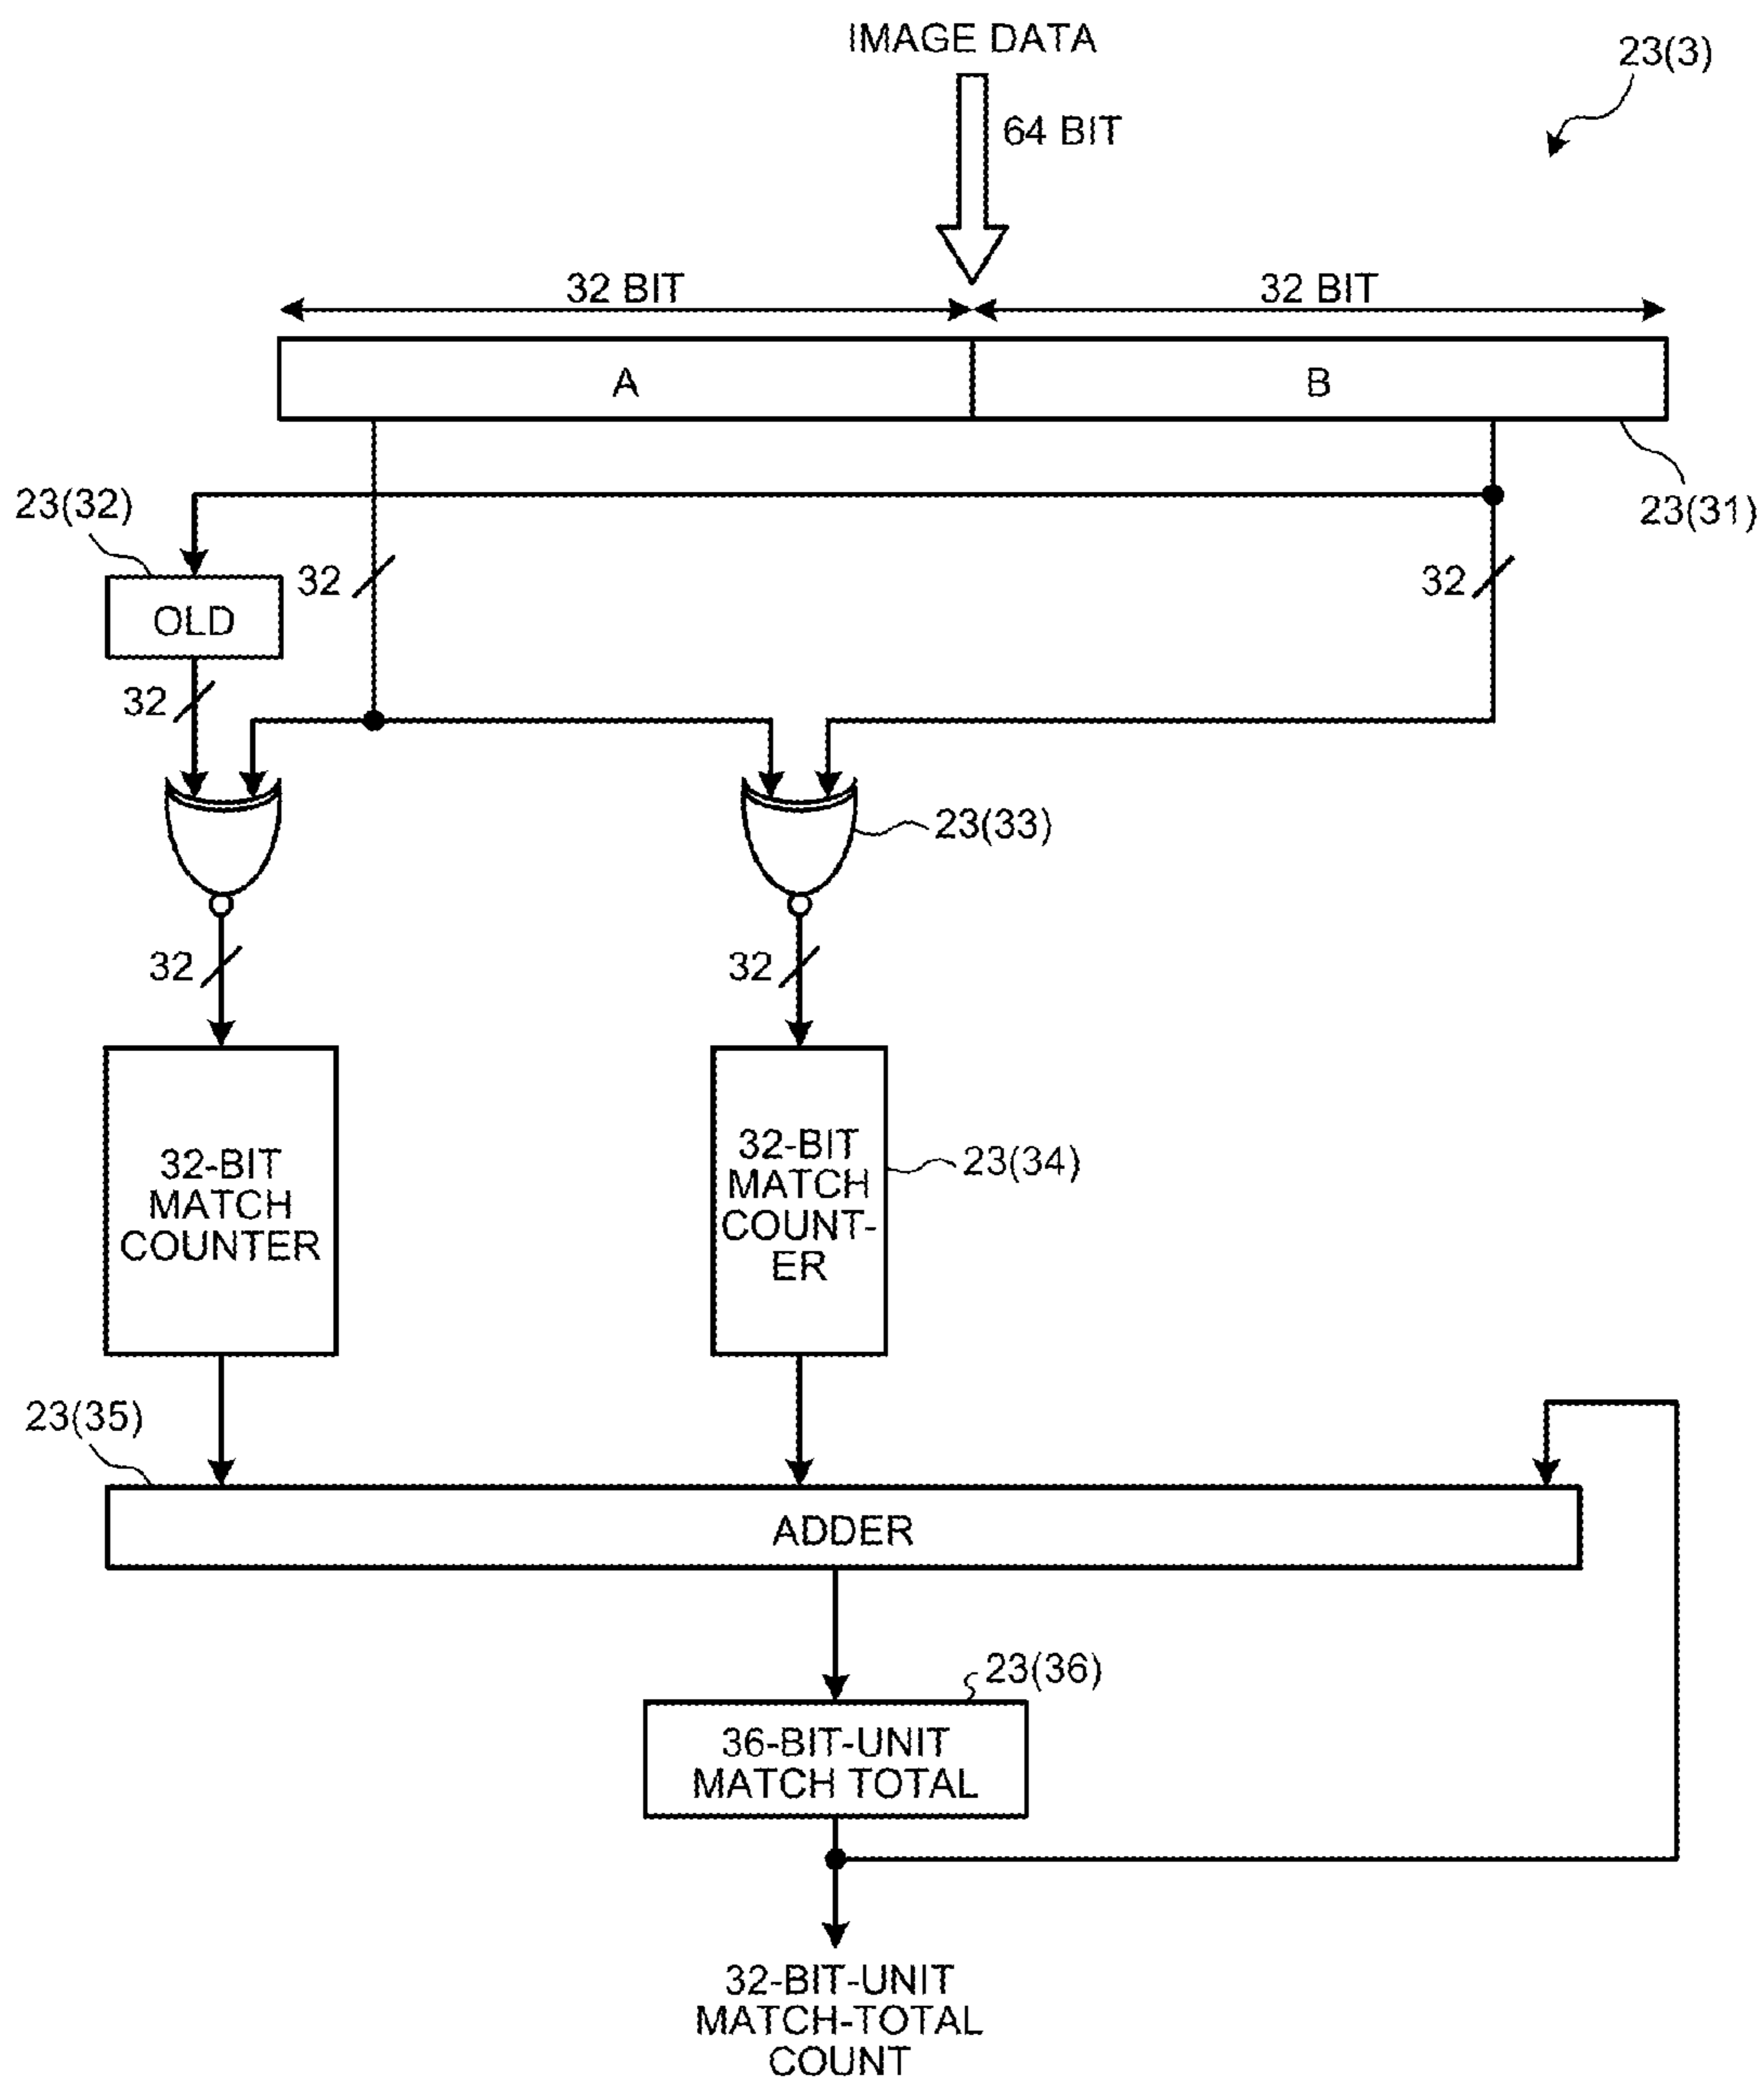 IMAGE DATA
23(3)
64 BIT
32 BIT
32 BIT
A
B
23(31)
23(32)
32
32
OLD
32
23(33)
32
32
32-BIT
MATCH
COUNTER
32-BIT
MATCH
COUNT-
ER
23(34)
23(35)
ADDER
23(36)
36-BIT-UNIT
MATCH TOTAL
32-BIT-UNIT
MATCH-TOTAL
COUNT